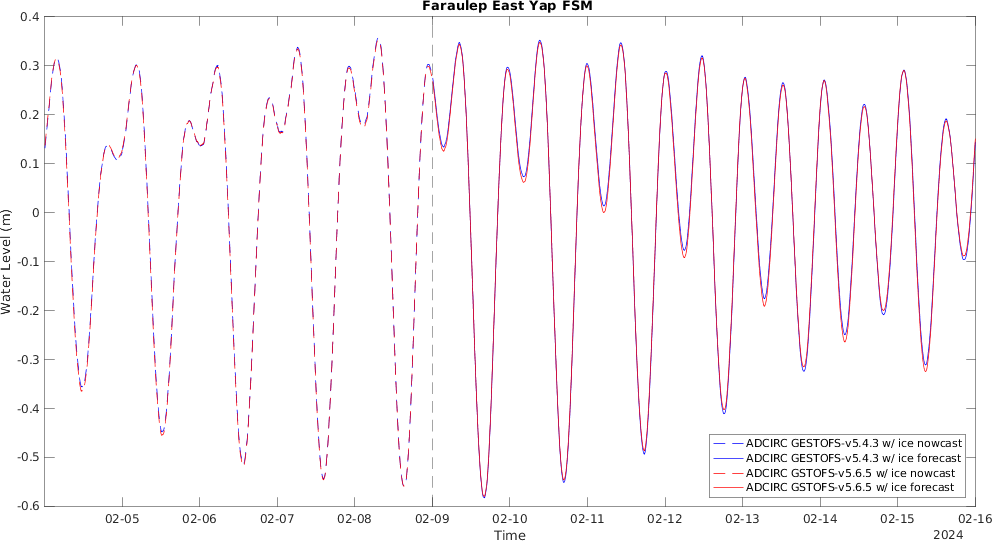 Faraulep East Yap FSM
0.4
0.3
0.2
0.1
0
-0.1
-0.2
-0.3
-0.4
-0.5
-0.6
Water Level (m)
ADCIRC GESTOFS-v5.4.3 w/ ice nowcast
ADCIRC GESTOFS-v5.4.3 w/ ice forecast
ADCIRC GSTOFS-v5.6.5 w/ ice nowcast
ADCIRC GSTOFS-v5.6.5 w/ ice forecast
02-05 02-06 02-07 02-08 02-09 02-10 02-11 02-12 02-13 02-14 02-15 02-16
Time
2024